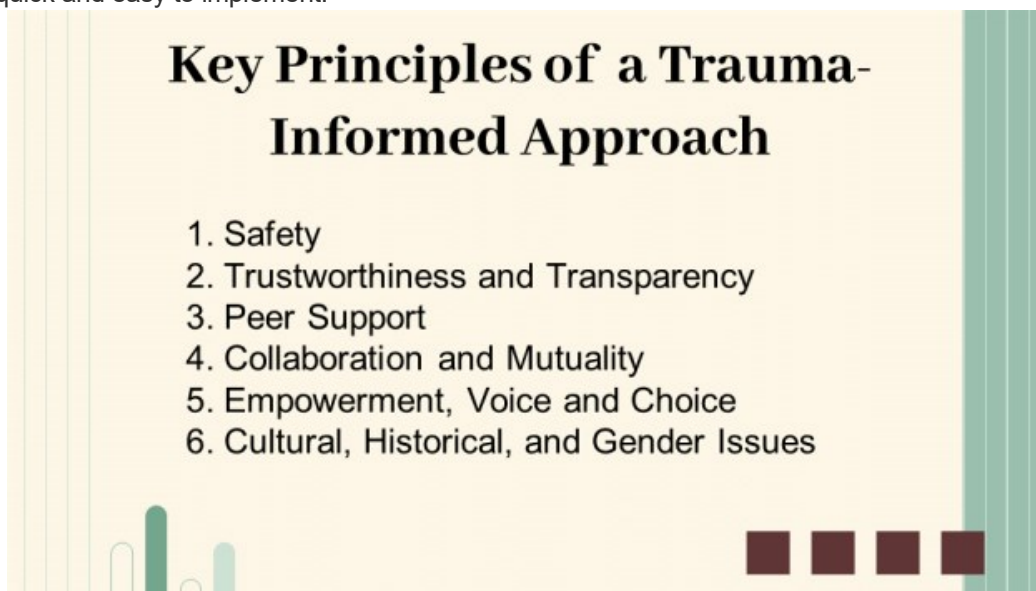 quick and easy to implement.
Key Principles of a Trauma-
Informed Approach
1. Safety
2. Trustworthiness and Transparency
3. Peer Support
4. Collaboration and Mutuality
5. Empowerment, Voice and Choice
6. Cultural, Historical, and Gender Issues